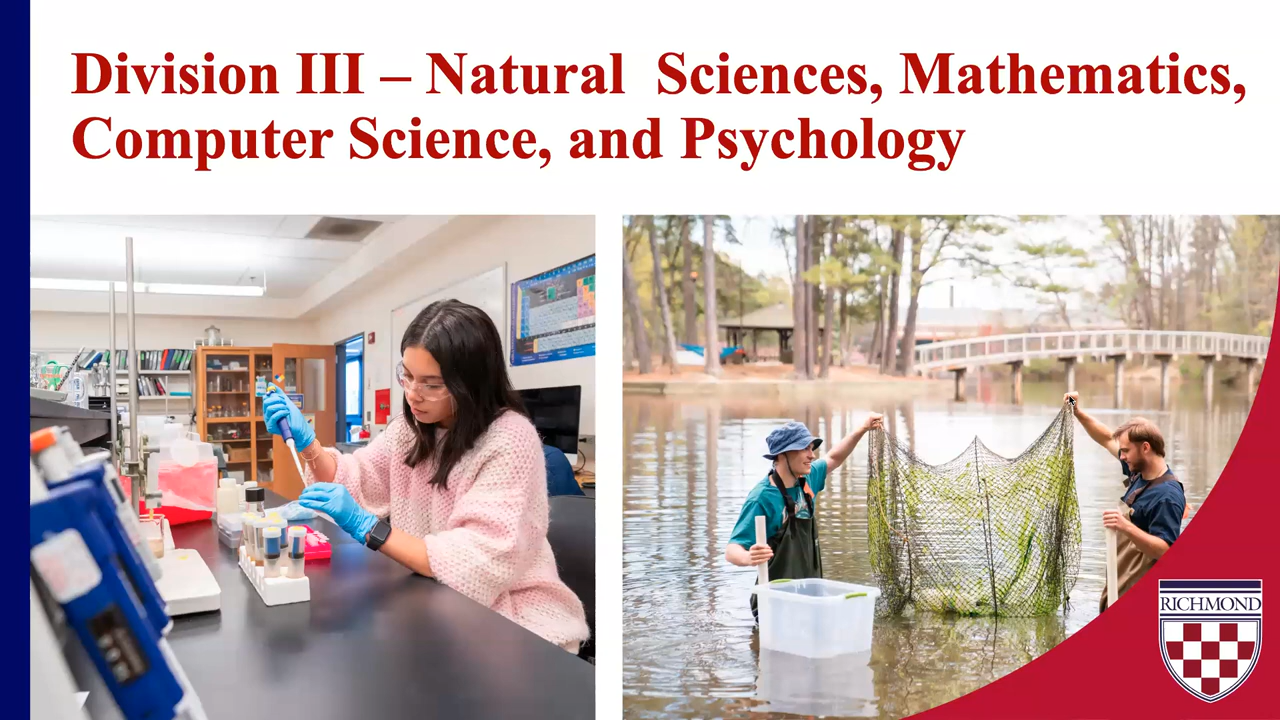 Division III – Natural  Sciences, Mathematics,
Computer Science, and Psychology
RICHMOND